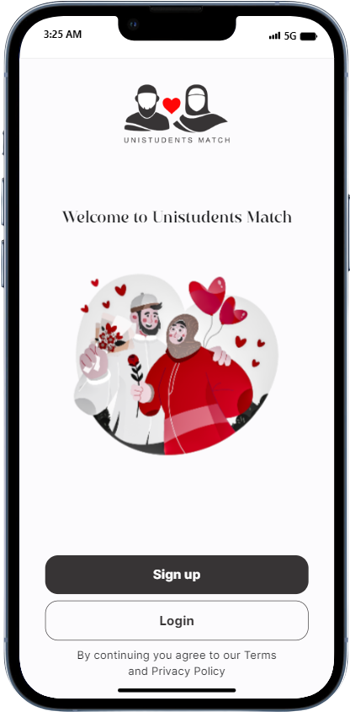 3:25 AM 5G
UNISTUDENTS MATCH
Welcome to Unistudents Match
Sign up
Login
By continuing you agree to our Terms
and Privacy Policy